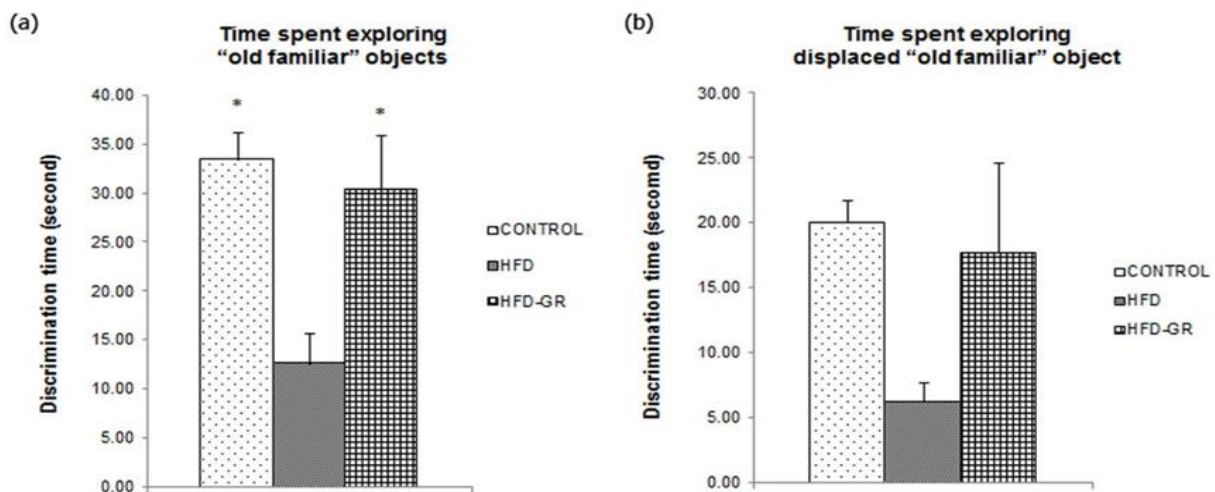 (a)
Time spent exploring
“old familiar” objects
Discrimination time (second)
40.00
35.00
30.00
25.00
20.00
15.00
10.00
5.00
0.00
*
*
CONTROL
HFD
HFD-GR
(b)
Time spent exploring
displaced “old familiar” object
Discrimination time (secomd)
30.00
25.00
20.00
15.00
10.00
5.00
0.00
CONTROL
HFD
HFD-GR